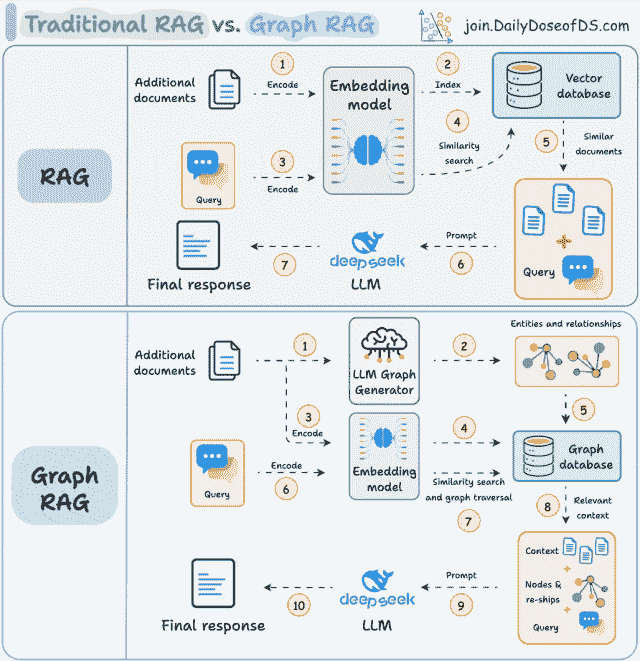 Traditional RAG vs. Graph RAG
join.DailyDoseofDS.com
RAG
Additional
documents
1
Encode
Embedding
model
2
Index
Vector
database
4
Similarity
search
5
Similar
documents
Query
3
Encode
Query
Prompt
6
deepseek
LLM
7
Final response
Graph
RAG
Additional
documents
1
LLM Graph
Generator
2
Entities and relationships
3
Encode
4
5
Embedding
model
Graph
database
Query
Encode
6
Similarity search
and graph traversal
7
8
Relevant
context
Context
+
Nodes &
re-ships
+
Query
Prompt
9
deepseek
LLM
10
Final response